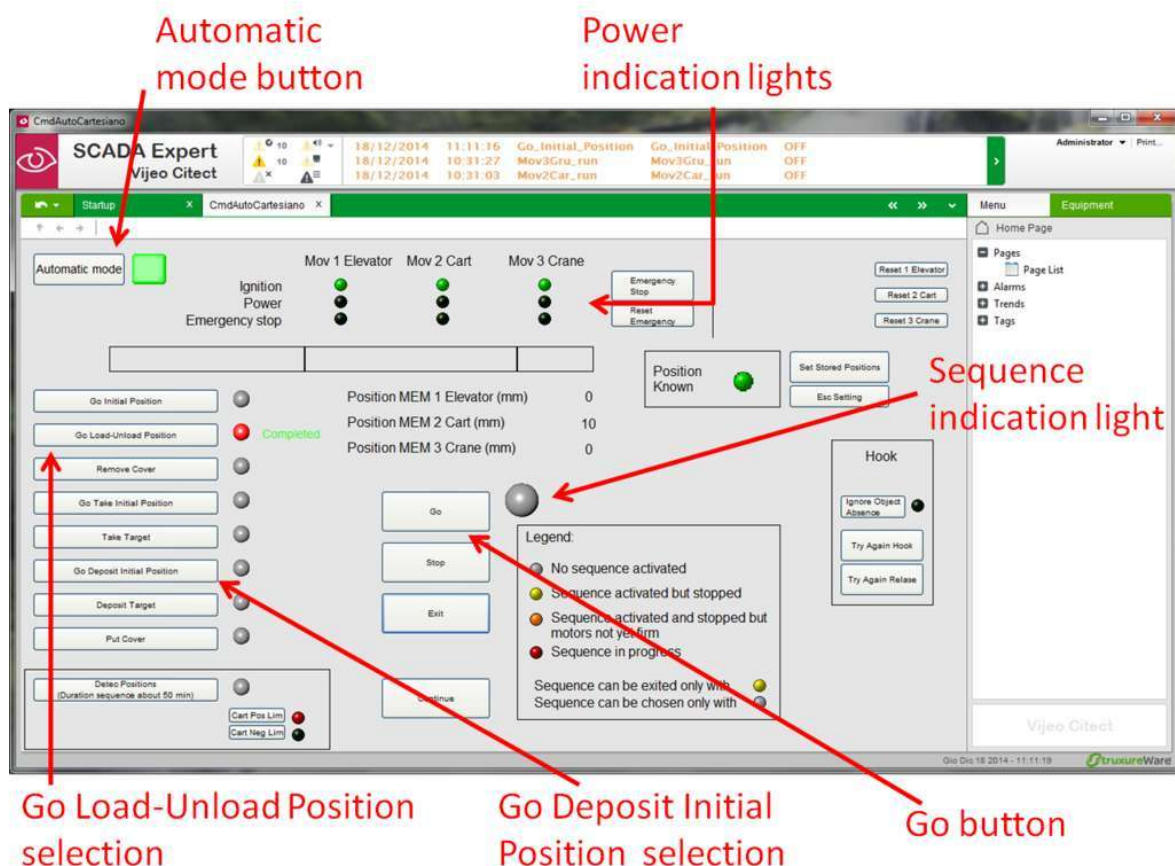 Automatic
mode button
Power
indication lights
CmdAutoCartesiano
SCADA Expert
Vijeo Citect
10
10
18/12/2014 11:11:16 Go_Initial_Position Go_Initial_Position OFF
18/12/2014 10:31:27 Mov3Gru_run Mov3Gru_run OFF
18/12/2014 10:31:03 Mov2Car_run Mov2Car_run OFF
Administrator Print...
Startup X CmdAutoCartesiano X
Menu Equipment
Home Page
Pages
Page List
Alarms
Trends
Tags
Automatic mode
Mov 1 Elevator Mov 2 Cart Mov 3 Crane
Ignition
Power
Emergency stop
Emergency
Stop
Reset
Emergency
Reset 1 Elevator
Reset 2 Cart
Reset 3 Crane
Position
Known
Set Stored Positions
Esc Setting
Sequence
indication light
Go Initial Position
Go Load-Unload Position Completed
Remove Cover
Go Take Initial Position
Take Target
Go Deposit Initial Position
Deposit Target
Put Cover
Position MEM 1 Elevator (mm) 0
Position MEM 2 Cart (mm) 10
Position MEM 3 Crane (mm) 0
Go
Stop
Exit
Continue
Legend:
No sequence activated
Sequence activated but stopped
Sequence activated and stopped but
motors not yet firm
Sequence in progress
Sequence can be exited only with
Sequence can be chosen only with
Hook
Ignore Object
Absence
Try Again Hook
Try Again Relase
Detec Positions
(Duration sequence about 50 min)
Cart Pos Lim
Cart Neg Lim
Vijeo Citect
Gio Dic 18 2014 - 11:11:19 StruxureWare
Go Load-Unload Position
selection
Go Deposit Initial
Position selection
Go button